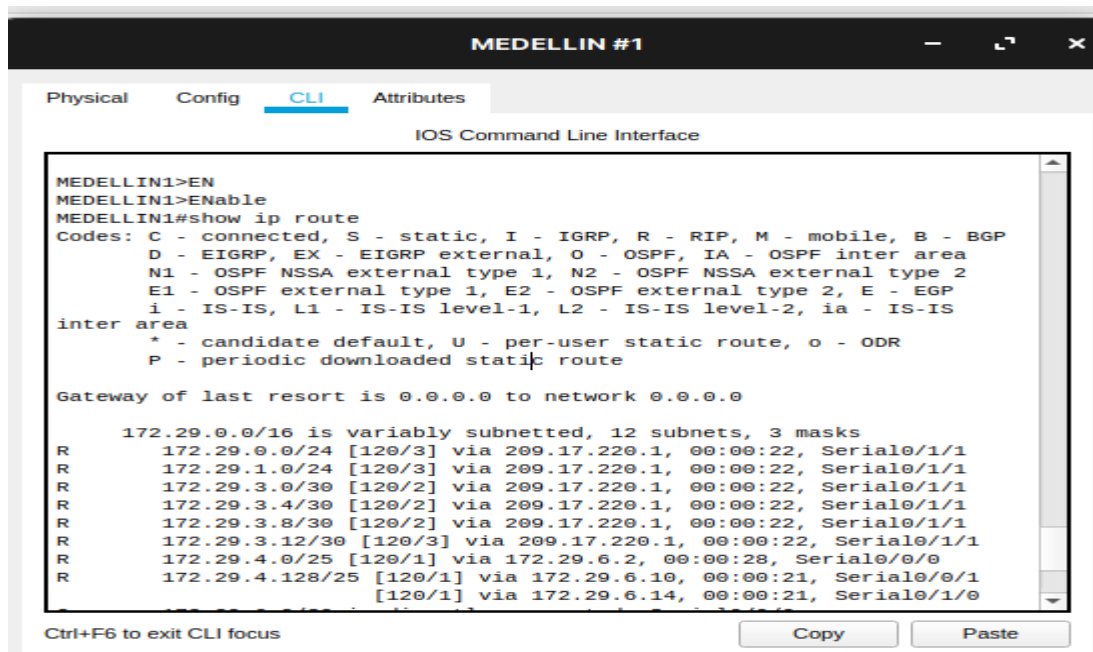 MEDELLIN #1
Physical Config CLI Attributes
IOS Command Line Interface
MEDELLIN1>EN
MEDELLIN1>ENable
MEDELLIN1#show ip route
Codes: C - connected, S - static, I - IGRP, R - RIP, M - mobile, B - BGP
D - EIGRP, EX - EIGRP external, O - OSPF, IA - OSPF inter area
N1 - OSPF NSSA external type 1, N2 - OSPF NSSA external type 2
E1 - OSPF external type 1, E2 - OSPF external type 2, E - EGP
i - IS-IS, L1 - IS-IS level-1, L2 - IS-IS level-2, ia - IS-IS
inter area
* - candidate default, U - per-user static route, o - ODR
P - periodic downloaded static route
Gateway of last resort is 0.0.0.0 to network 0.0.0.0
172.29.0.0/16 is variably subnetted, 12 subnets, 3 masks
R 172.29.0.0/24 [120/3] via 209.17.220.1, 00:00:22, Serial0/1/1
R 172.29.1.0/24 [120/3] via 209.17.220.1, 00:00:22, Serial0/1/1
R 172.29.3.0/30 [120/2] via 209.17.220.1, 00:00:22, Serial0/1/1
R 172.29.3.4/30 [120/2] via 209.17.220.1, 00:00:22, Serial0/1/1
R 172.29.3.8/30 [120/2] via 209.17.220.1, 00:00:22, Serial0/1/1
R 172.29.3.12/30 [120/3] via 209.17.220.1, 00:00:22, Serial0/1/1
R 172.29.4.0/25 [120/1] via 172.29.6.2, 00:00:28, Serial0/0/0
R 172.29.4.128/25 [120/1] via 172.29.6.10, 00:00:21, Serial0/0/1
[120/1] via 172.29.6.14, 00:00:21, Serial0/1/0
Ctrl+F6 to exit CLI focus
Copy Paste